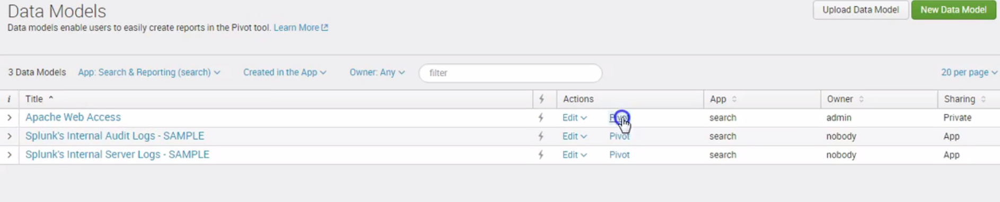 Data Models
Upload Data Model New Data Model
Data models enable users to easily create reports in the Pivot tool. Learn More
3 Data Models App: Search & Reporting (search) Created in the App Owner: Any filter 20 per page
i Title Actions App Owner Sharing
Apache Web Access Edit Pivot search admin Private
Splunk's Internal Audit Logs - SAMPLE Edit Pivot search nobody App
Splunk's Internal Server Logs - SAMPLE Edit Pivot search nobody App